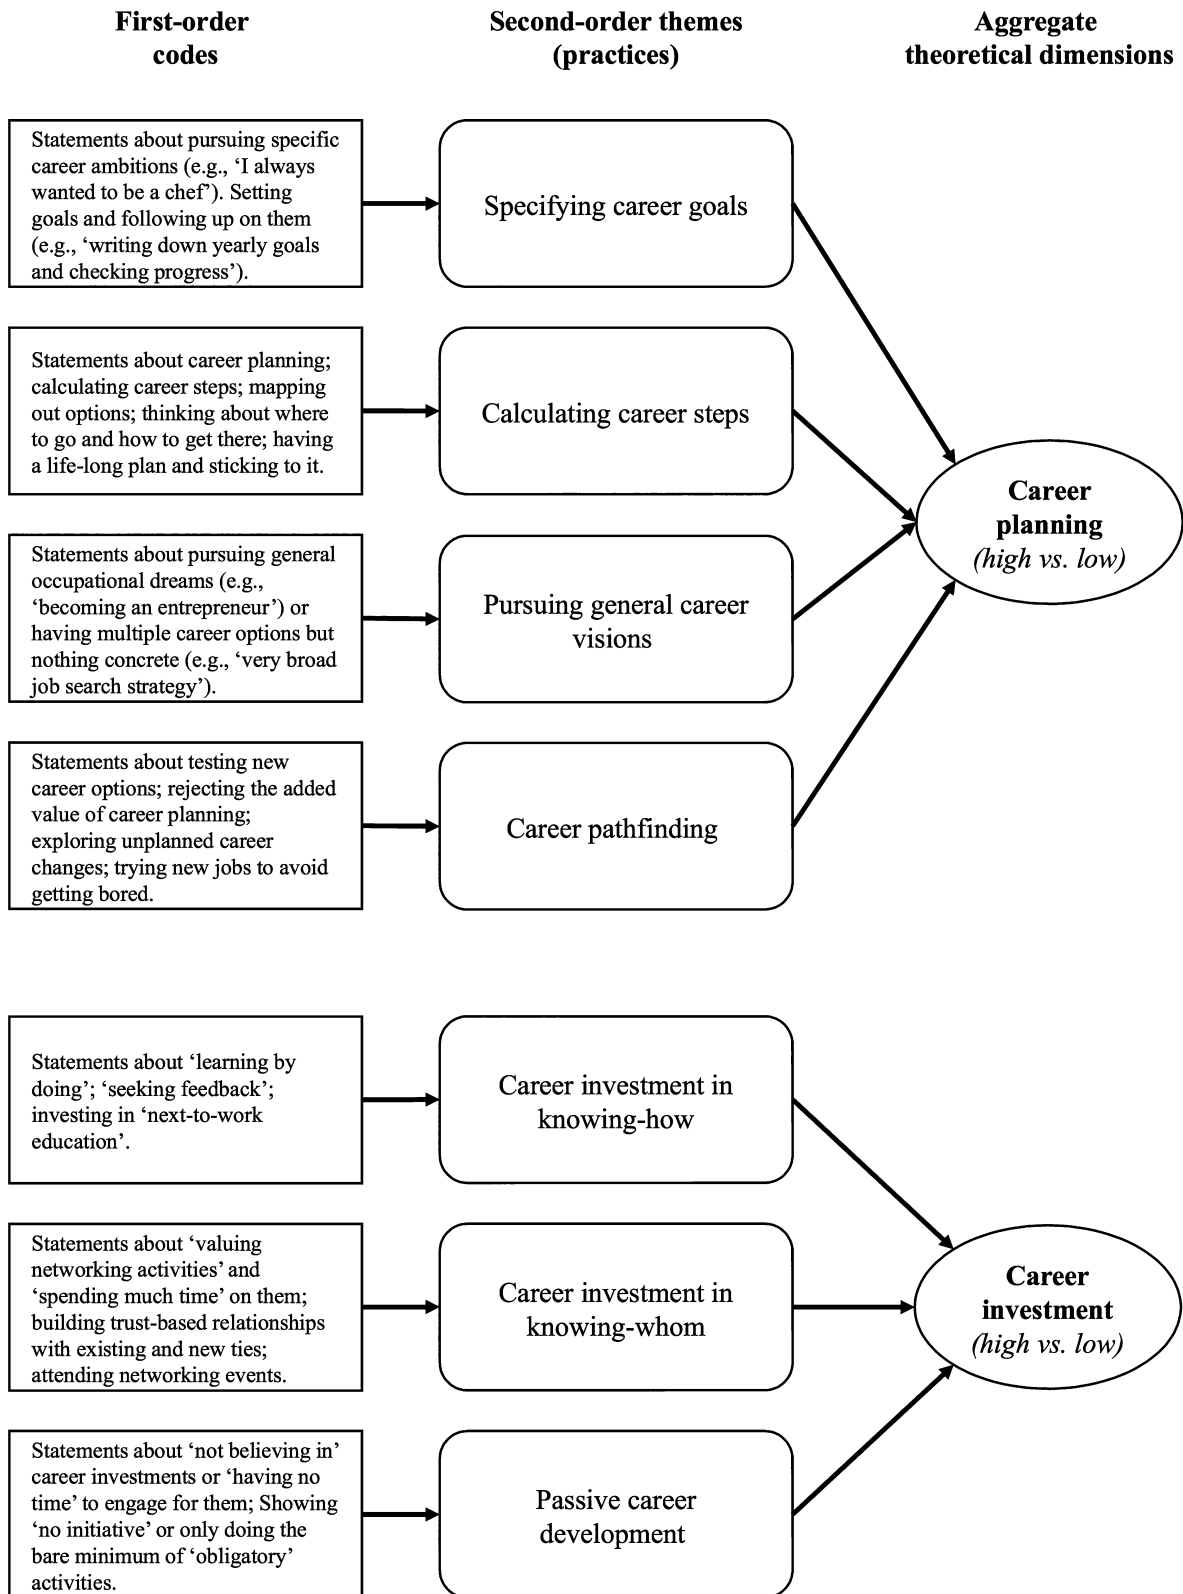 First-order
codes
Second-order themes
(practices)
Aggregate
theoretical dimensions
Statements about pursuing specific
career ambitions (e.g., ‘I always
wanted to be a chef’). Setting
goals and following up on them
(e.g., ‘writing down yearly goals
and checking progress’).
Specifying career goals
Statements about career planning;
calculating career steps; mapping
out options; thinking about where
to go and how to get there; having
a life-long plan and sticking to it.
Calculating career steps
Statements about pursuing general
occupational dreams (e.g.,
‘becoming an entrepreneur’) or
having multiple career options but
nothing concrete (e.g., ‘very broad
job search strategy’).
Pursuing general career
visions
Statements about testing new
career options; rejecting the added
value of career planning;
exploring unplanned career
changes; trying new jobs to avoid
getting bored.
Career pathfinding
Career
planning
(high vs. low)
Statements about ‘learning by
doing’; ‘seeking feedback’;
investing in ‘next-to-work
education’.
Career investment in
knowing-how
Statements about ‘valuing
networking activities’ and
‘spending much time’ on them;
building trust-based relationships
with existing and new ties;
attending networking events.
Career investment in
knowing-whom
Statements about ‘not believing in’
career investments or ‘having no
time’ to engage for them; Showing
‘no initiative’ or only doing the
bare minimum of ‘obligatory’
activities.
Passive career
development
Career
investment
(high vs. low)